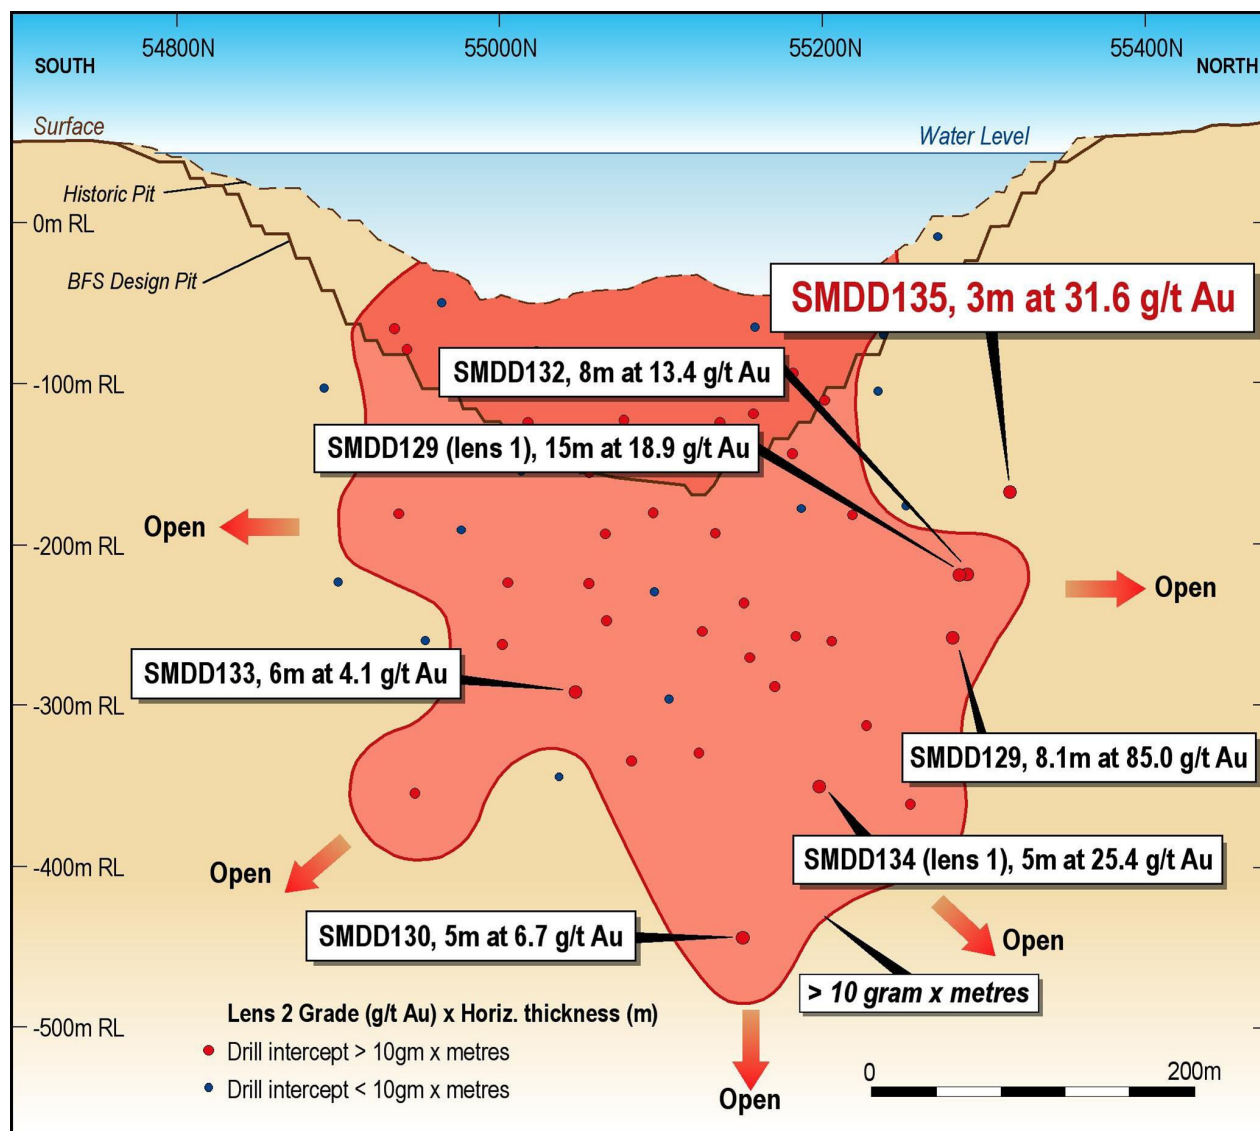 54800N
55000N
55200N
55400N
SOUTH
NORTH
Surface
Water Level
Historic Pit
0m RL
BFS Design Pit
SMDD135, 3m at 31.6 g/t Au
-100m RL
SMDD132, 8m at 13.4 g/t Au
SMDD129 (lens 1), 15m at 18.9 g/t Au
Open
-200m RL
Open
SMDD133, 6m at 4.1 g/t Au
-300m RL
SMDD129, 8.1m at 85.0 g/t Au
SMDD134 (lens 1), 5m at 25.4 g/t Au
-400m RL
Open
SMDD130, 5m at 6.7 g/t Au
Open
> 10 gram x metres
Lens 2 Grade (g/t Au) x Horiz. thickness (m)
-500m RL
Drill intercept > 10gm x metres
Drill intercept < 10gm x metres
Open
0
200m